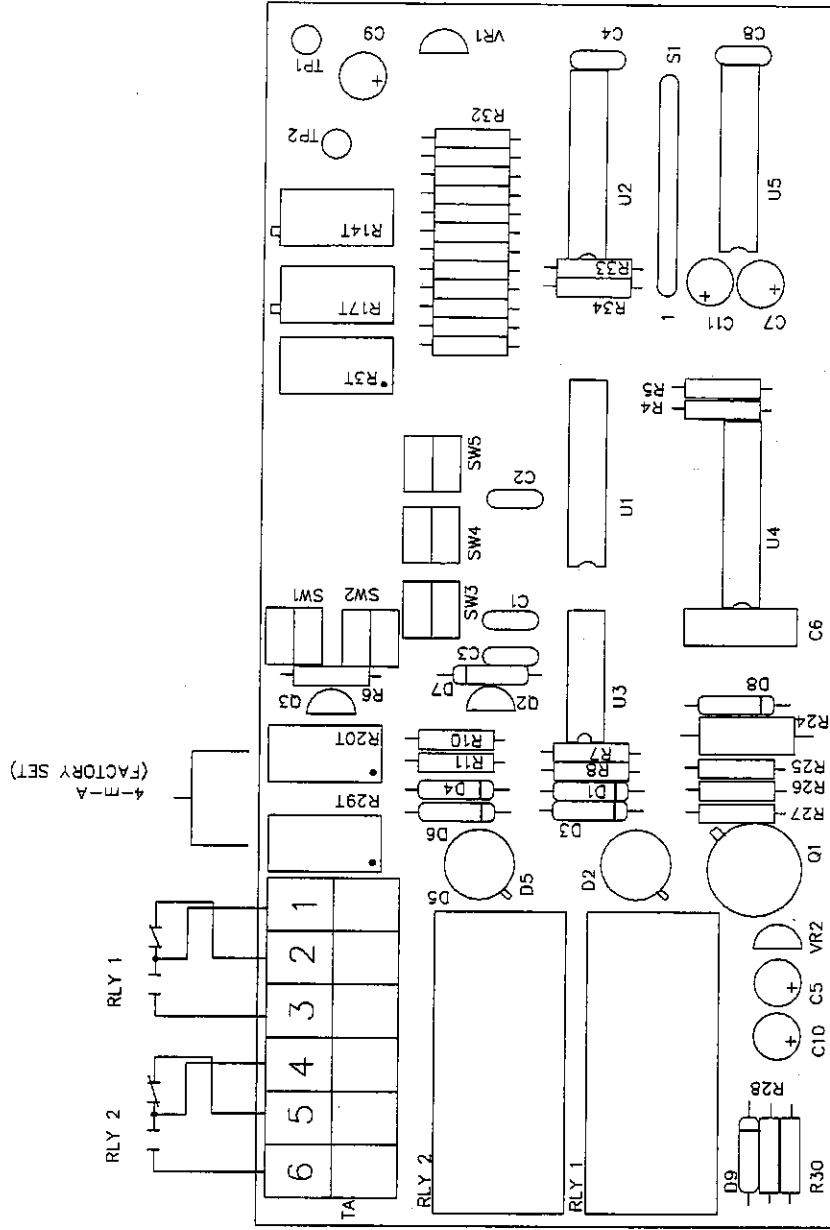 4-m-A
(FACTORY SET)
RLY 1
RLY 2
TP1
C9
VR1
C4
S1
C8
TP2
R32
R14T
U2
U5
R17T
R33
R34
1
C11
C7
R3T
R5
R4
SW5
C2
SW4
U1
U4
SW1
SW2
SW3
C1
C3
C6
Q3
R6
D7
Q2
U3
D8
R20T
R10
R11
R7
R8
R24
R25
R29T
D4
D6
D1
D3
R26
R27
D5
D5
D2
Q1
1
2
3
4
5
6
TA
VR2
C5
C10
RLY 2
RLY 1
R28
D9
R30